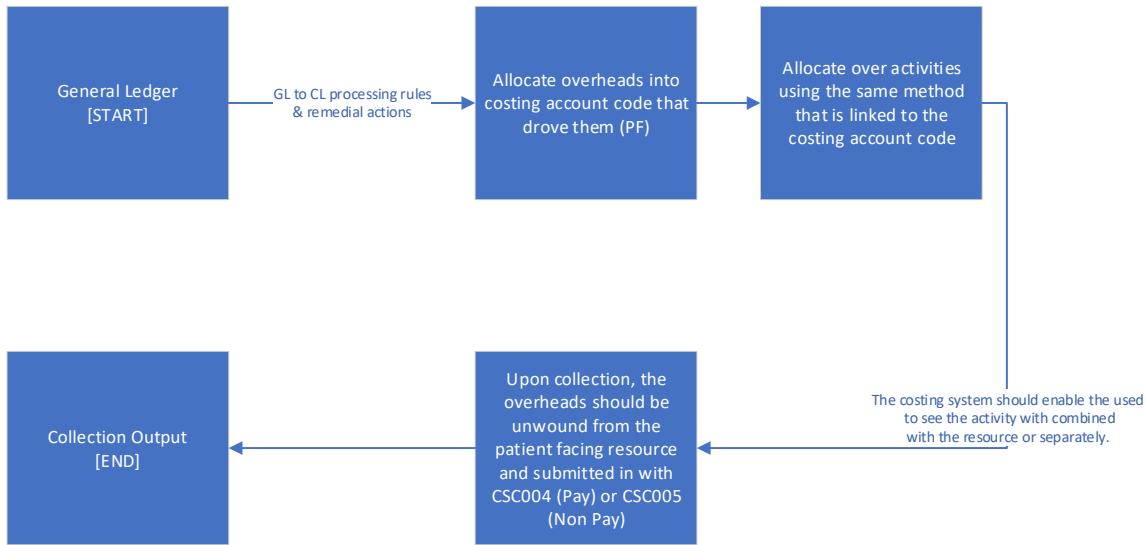 General Ledger
[START]
GL to CL processing rules
& remedial actions
Allocate overheads into
costing account code that
drove them (PF)
Allocate over activities
using the same method
that is linked to the
costing account code
The costing system should enable the used
to see the activity with combined
with the resource or separately.
Upon collection, the
overheads should be
unwound from the
patient facing resource
and submitted in with
CSC004 (Pay) or CSC005
(Non Pay)
Collection Output
[END]